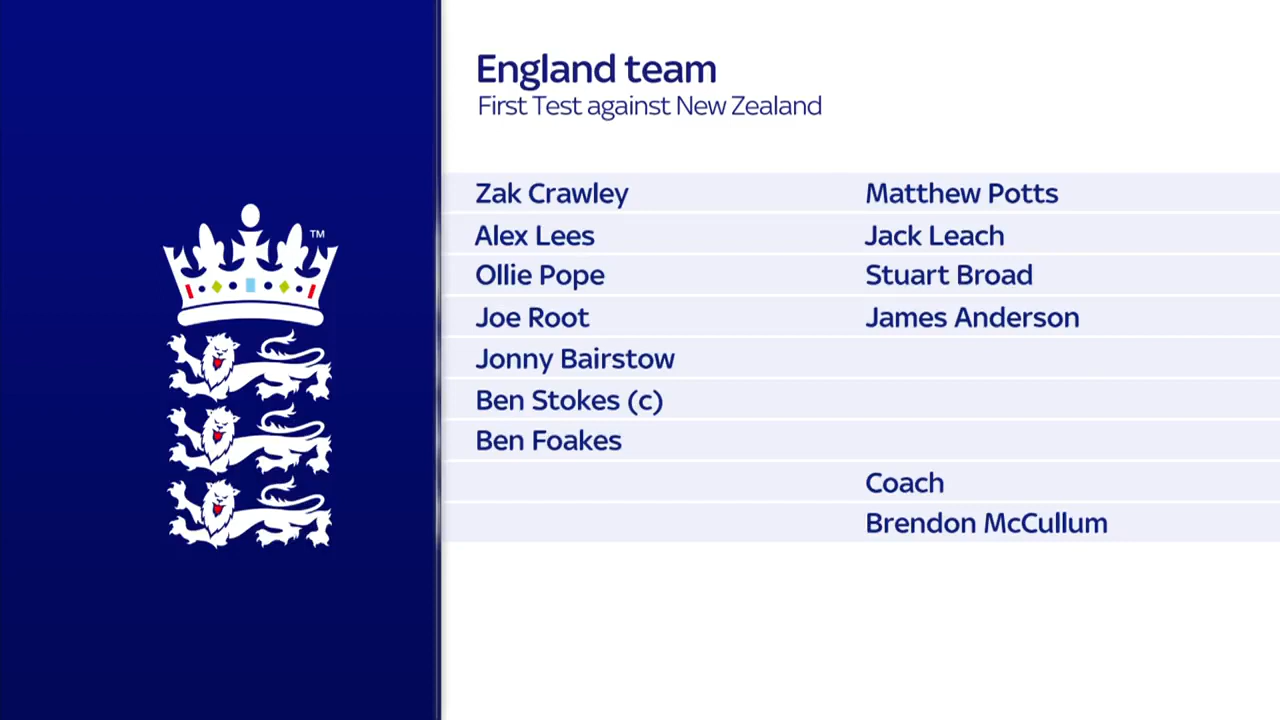 England team
First Test against New Zealand
Zak Crawley
Alex Lees
Ollie Pope
Joe Root
Jonny Bairstow
Ben Stokes (c)
Ben Foakes
Matthew Potts
Jack Leach
Stuart Broad
James Anderson
Coach
Brendon McCullum
TM